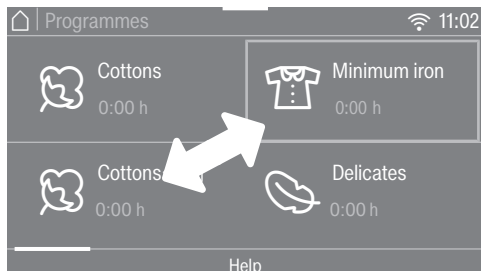 Programmes 11:02
Cottons
0:00 h
Minimum iron
0:00 h
Cottons
0:00 h
Delicates
0:00 h
Help